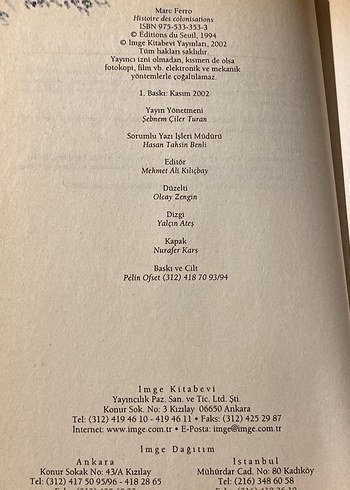 Marc Ferro
Histoire des colonisations
ISBN 975-533-353-3
© Éditions du Seuil, 1994
© İmge Kitabevi Yayınları, 2002
Tüm hakları saklıdır.
Yayıncı izni olmadan, kısmen de olsa
fotokopi, film vb. elektronik ve mekanik
yöntemlerle çoğaltılamaz.
1. Baskı: Kasım 2002
Yayın Yönetmeni
Şebnem Çiler Turan
Sorumlu Yazı İşleri Müdürü
Hasan Tahsin Benli
Editör
Mehmet Ali Kılıçbay
Düzelti
Olcay Zengin
Dizgi
Yalçın Ateş
Kapak
Nurafer Kars
Baskı ve Cilt
Pelin Ofset (312) 418 70 93/94
İmge Kitabevi
Yayıncılık Paz. San. ve Tic. Ltd. Şti.
Konur Sok. No: 3 Kızılay 06650 Ankara
Tel: (312) 419 46 10 - 419 46 11 • Faks: (312) 425 29 87
Internet: www.imge.com.tr • E-Posta: imge@imge.com.tr
İmge Dağıtım
Ankara İstanbul
Konur Sokak No: 43/A Kızılay Mühürdar Cad. No: 80 Kadıköy
Tel: (312) 417 50 95/96 - 418 28 65 Tel: (216) 348 60 58